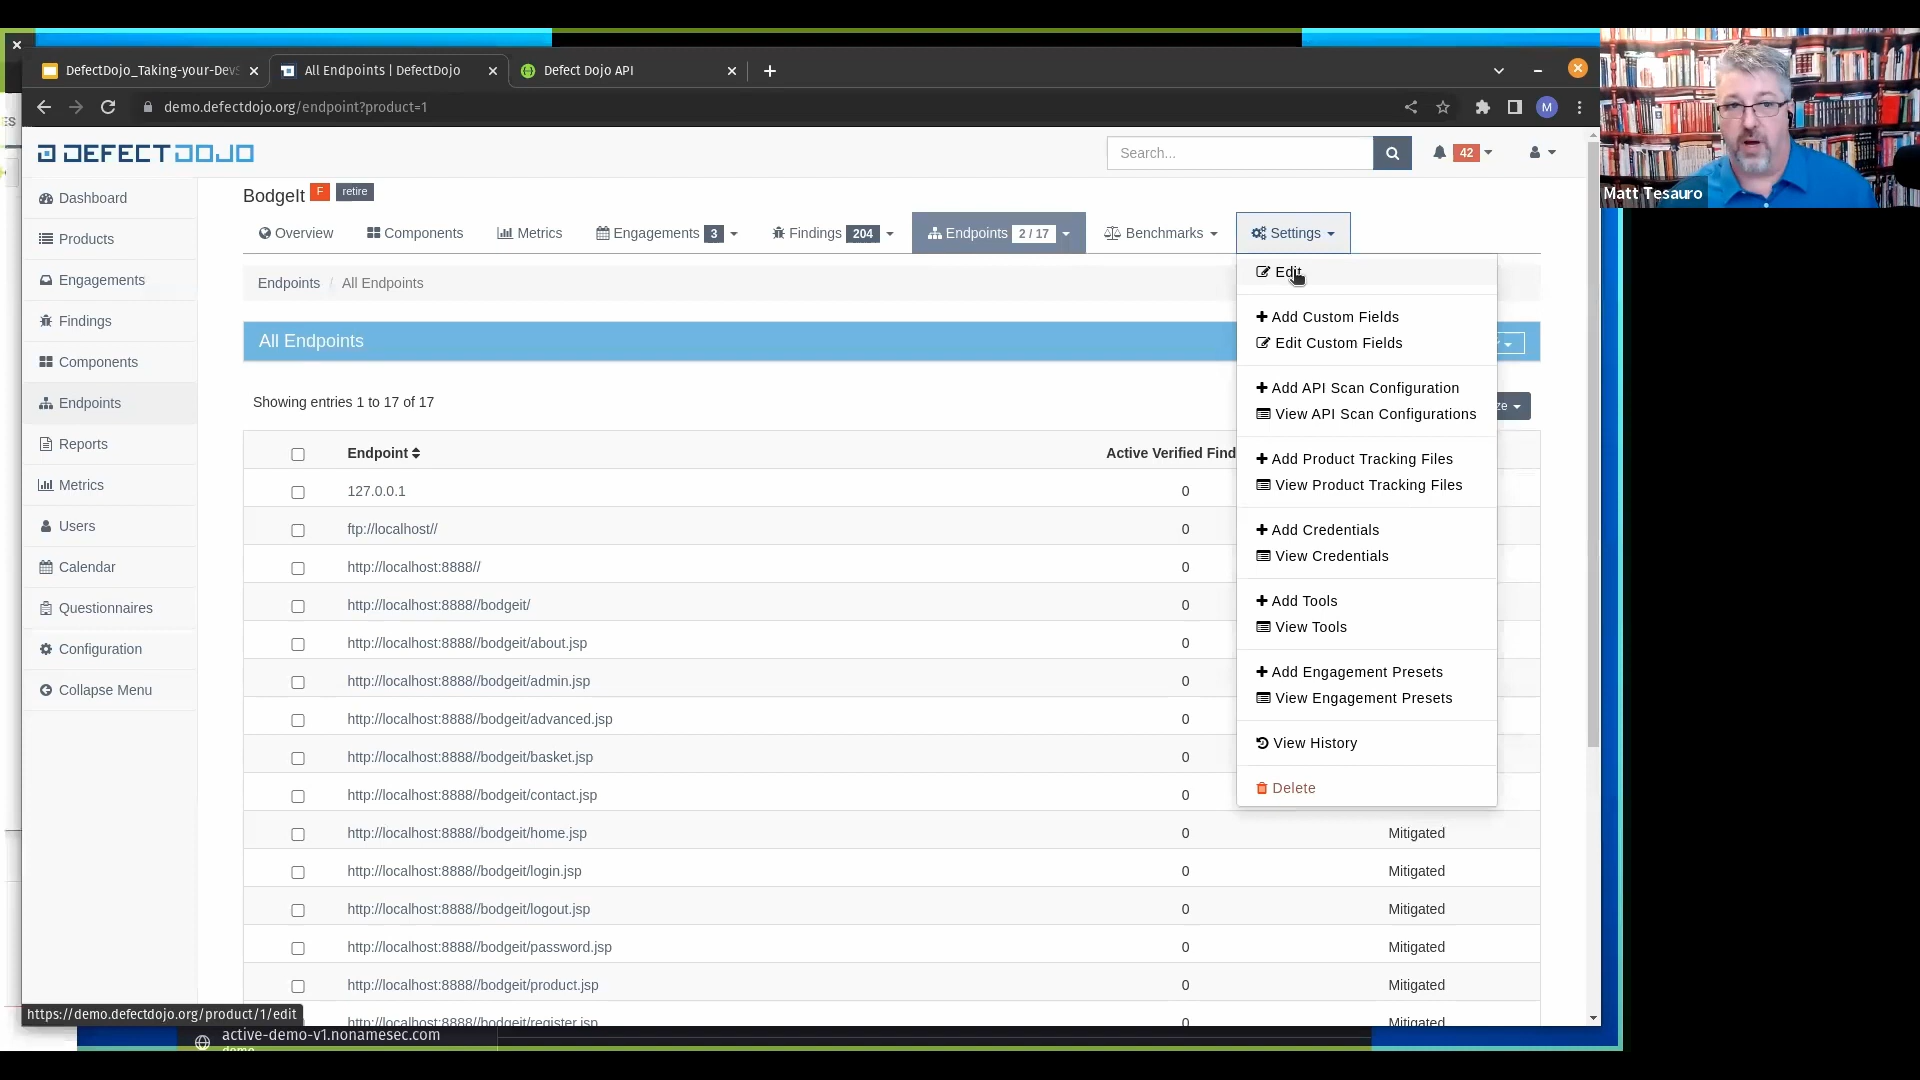 DefectDojo_Taking-your-DevS
All Endpoints | DefectDojo
Defect Dojo API
demo.defectdojo.org/endpoint?product=1
M
ES
DEFECTDOJO
Search...
42
Matt Tesauro
Dashboard
Products
Engagements
Findings
Components
Endpoints
Reports
Metrics
Users
Calendar
Questionnaires
Configuration
Collapse Menu
BodgeIt F retire
Overview Components Metrics Engagements 3 Findings 204 Endpoints 2 / 17 Benchmarks Settings
Endpoints / All Endpoints
All Endpoints
Showing entries 1 to 17 of 17
Edit
Add Custom Fields
Edit Custom Fields
Add API Scan Configuration
View API Scan Configurations
Add Product Tracking Files
View Product Tracking Files
Add Credentials
View Credentials
Add Tools
View Tools
Add Engagement Presets
View Engagement Presets
View History
Delete
ze
Endpoint Active Verified Find
127.0.0.1 0
ftp://localhost// 0
http://localhost:8888// 0
http://localhost:8888//bodgeit/ 0
http://localhost:8888//bodgeit/about.jsp 0
http://localhost:8888//bodgeit/admin.jsp 0
http://localhost:8888//bodgeit/advanced.jsp 0
http://localhost:8888//bodgeit/basket.jsp 0
http://localhost:8888//bodgeit/contact.jsp 0
http://localhost:8888//bodgeit/home.jsp 0 Mitigated
http://localhost:8888//bodgeit/login.jsp 0 Mitigated
http://localhost:8888//bodgeit/logout.jsp 0 Mitigated
http://localhost:8888//bodgeit/password.jsp 0 Mitigated
http://localhost:8888//bodgeit/product.jsp 0 Mitigated
http://localhost:8888//bodgeit/register.jsp 0 Mitigated
https://demo.defectdojo.org/product/1/edit
active-demo-v1.nonamesec.com
demo